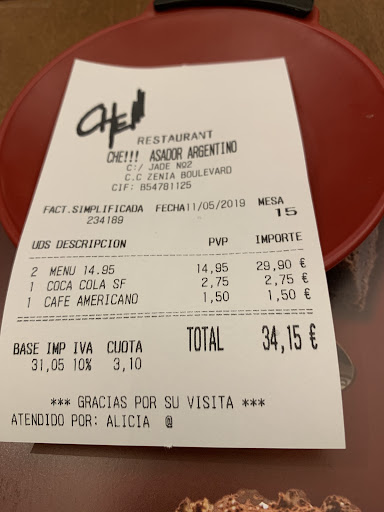 CHE!!!
RESTAURANT
CHE!!! ASADOR ARGENTINO
C:/ JADE Nº2
C.C ZENIA BOULEVARD
CIF: B54781125
FACT.SIMPLIFICADA FECHA11/05/2019 MESA
234189 15
UDS DESCRIPCION PVP IMPORTE
2 MENU 14.95 14,95 29,90 €
1 COCA COLA SF 2,75 2,75 €
1 CAFE AMERICANO 1,50 1,50 €
BASE IMP IVA CUOTA TOTAL 34,15 €
31,05 10% 3,10
*** GRACIAS POR SU VISITA ***
ATENDIDO POR: ALICIA @